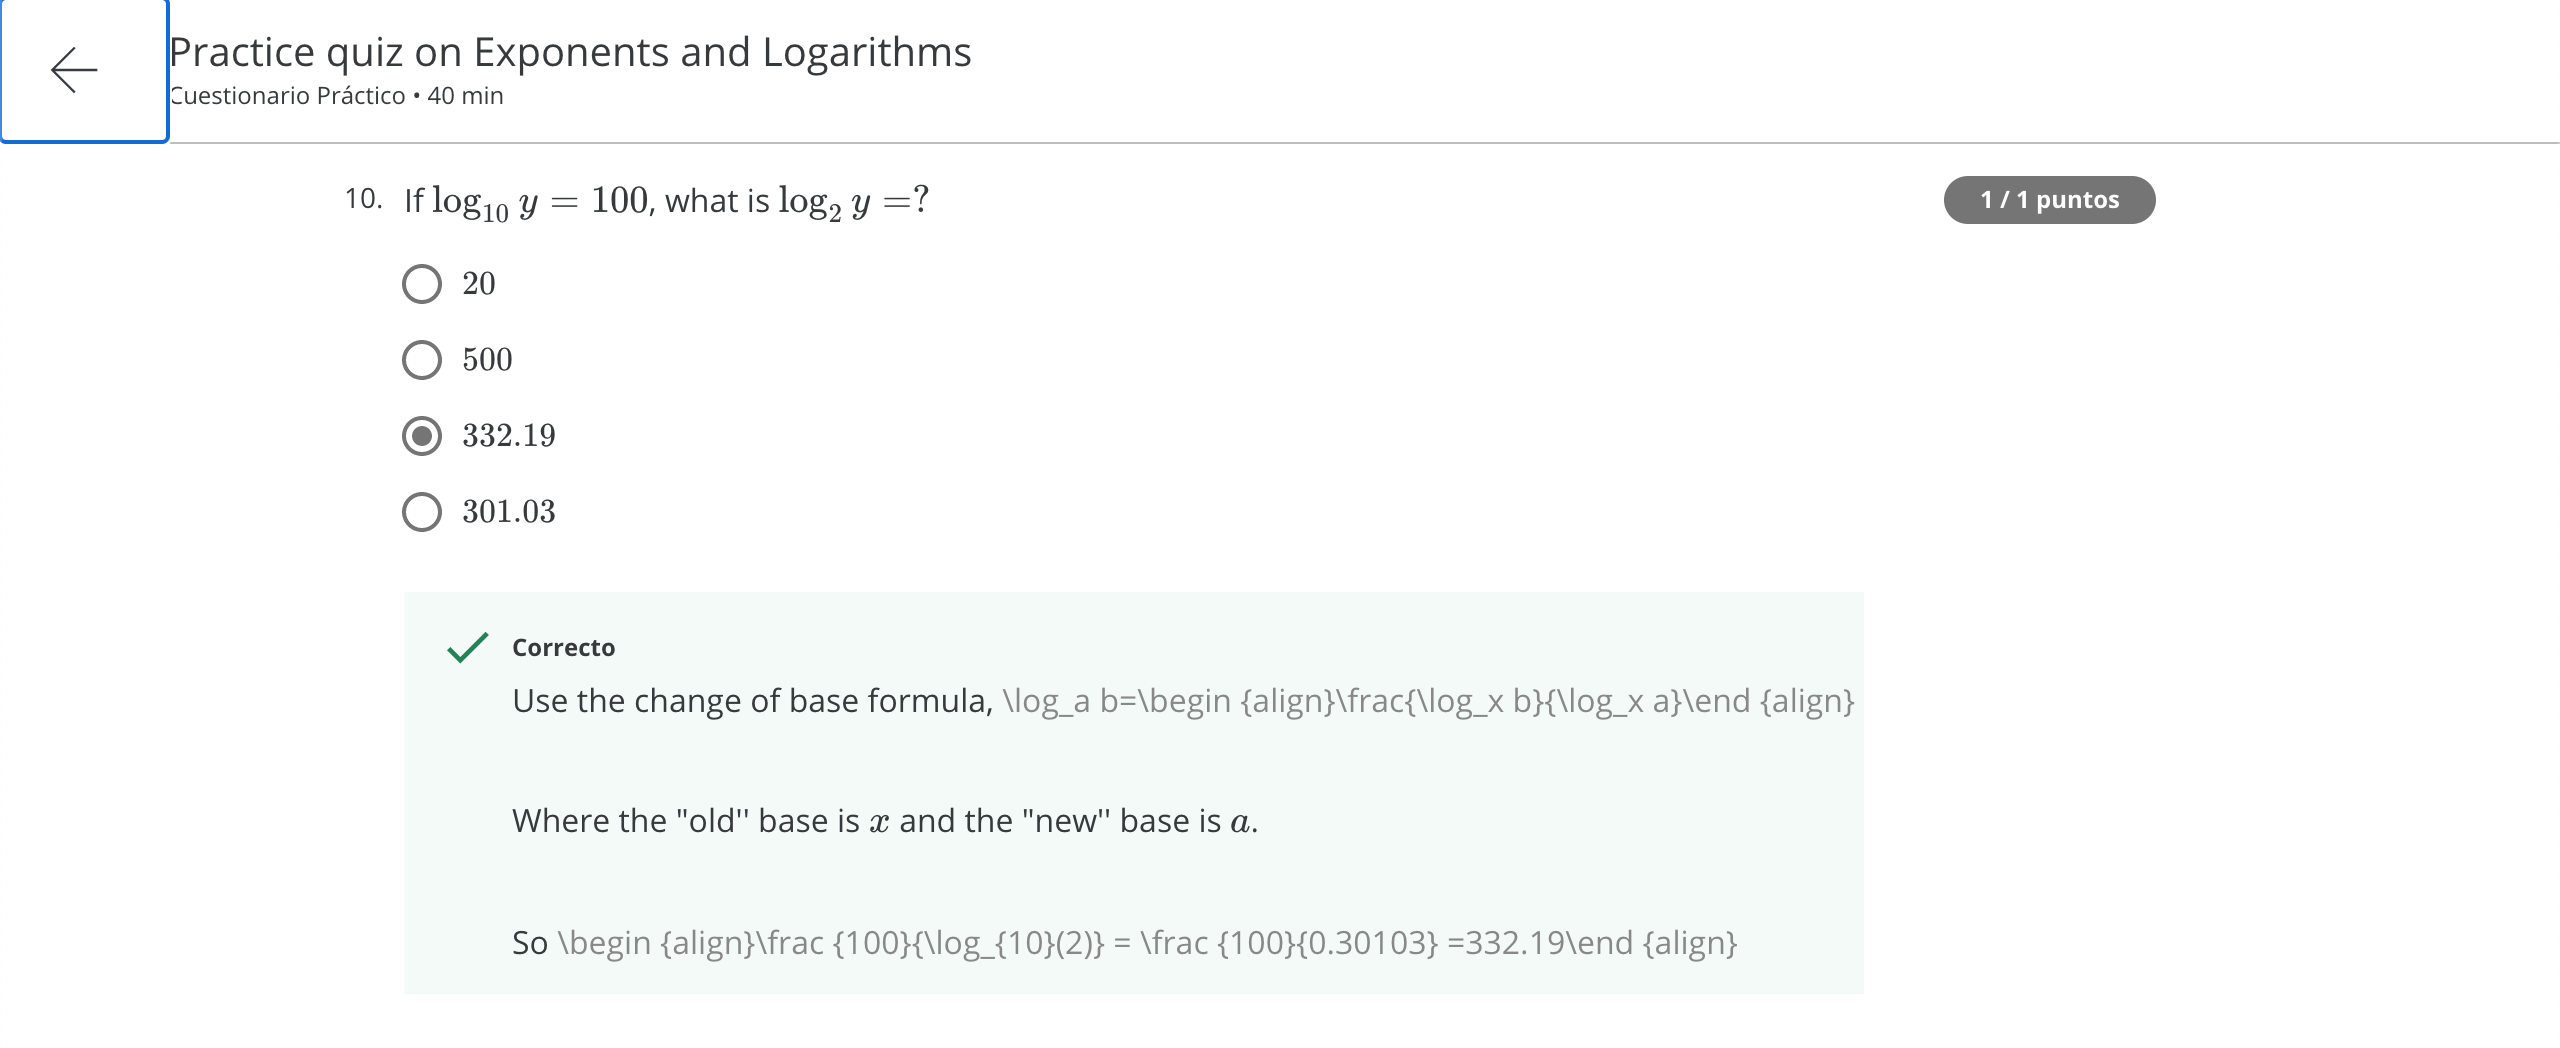 Practice quiz on Exponents and Logarithms
Cuestionario Práctico • 40 min
10. If log₁₀ y = 100, what is log₂ y =?
1 / 1 puntos
20
500
332.19
301.03
Correcto
Use the change of base formula, \log_a b=\begin {align}\frac{\log_x b}{\log_x a}\end {align}
Where the "old'' base is x and the "new'' base is a.
So \begin {align}\frac {100}{\log_{10}(2)} = \frac {100}{0.30103} =332.19\end {align}